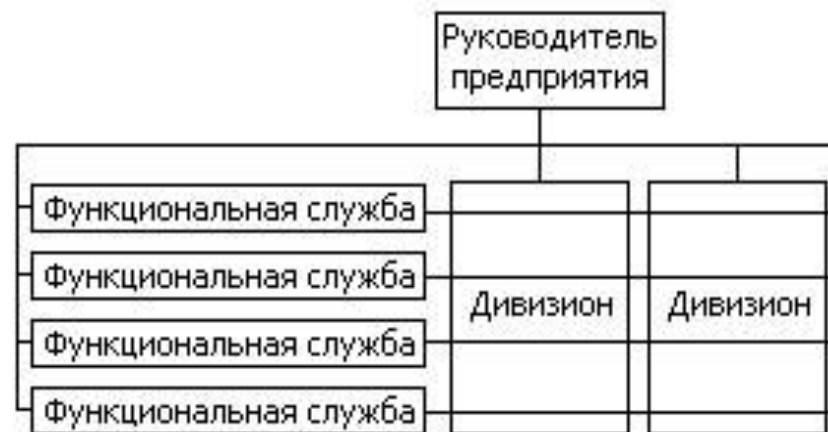 Руководитель
предприятия
Функциональная служба
Функциональная служба
Дивизион Дивизион
Функциональная служба
Функциональная служба